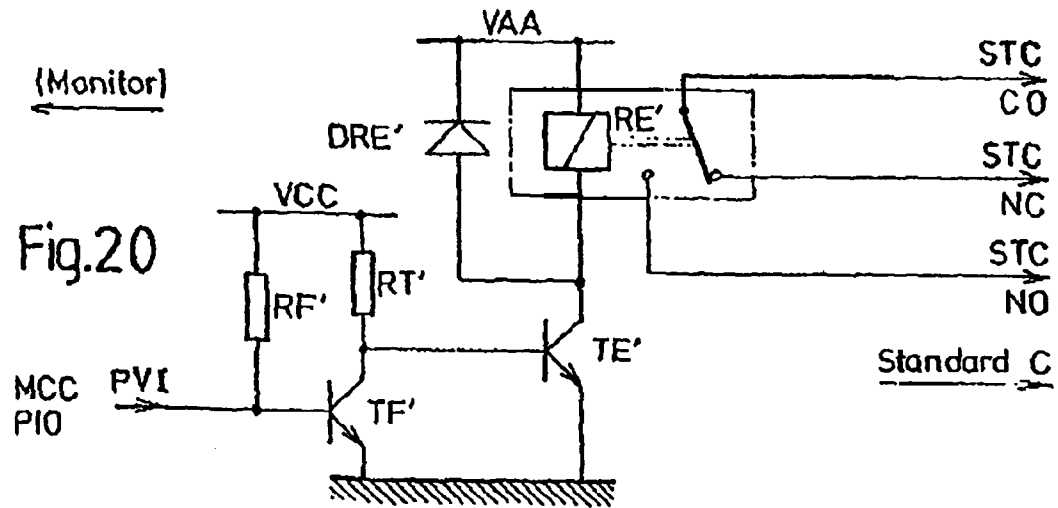 VAA
STC
CO
(Monitor)
RE'
DRE'
STC
NC
VCC
Fig.20
STC
NO
RT'
RF'
TE'
Standard C
MCC PVI
PIO
TF'